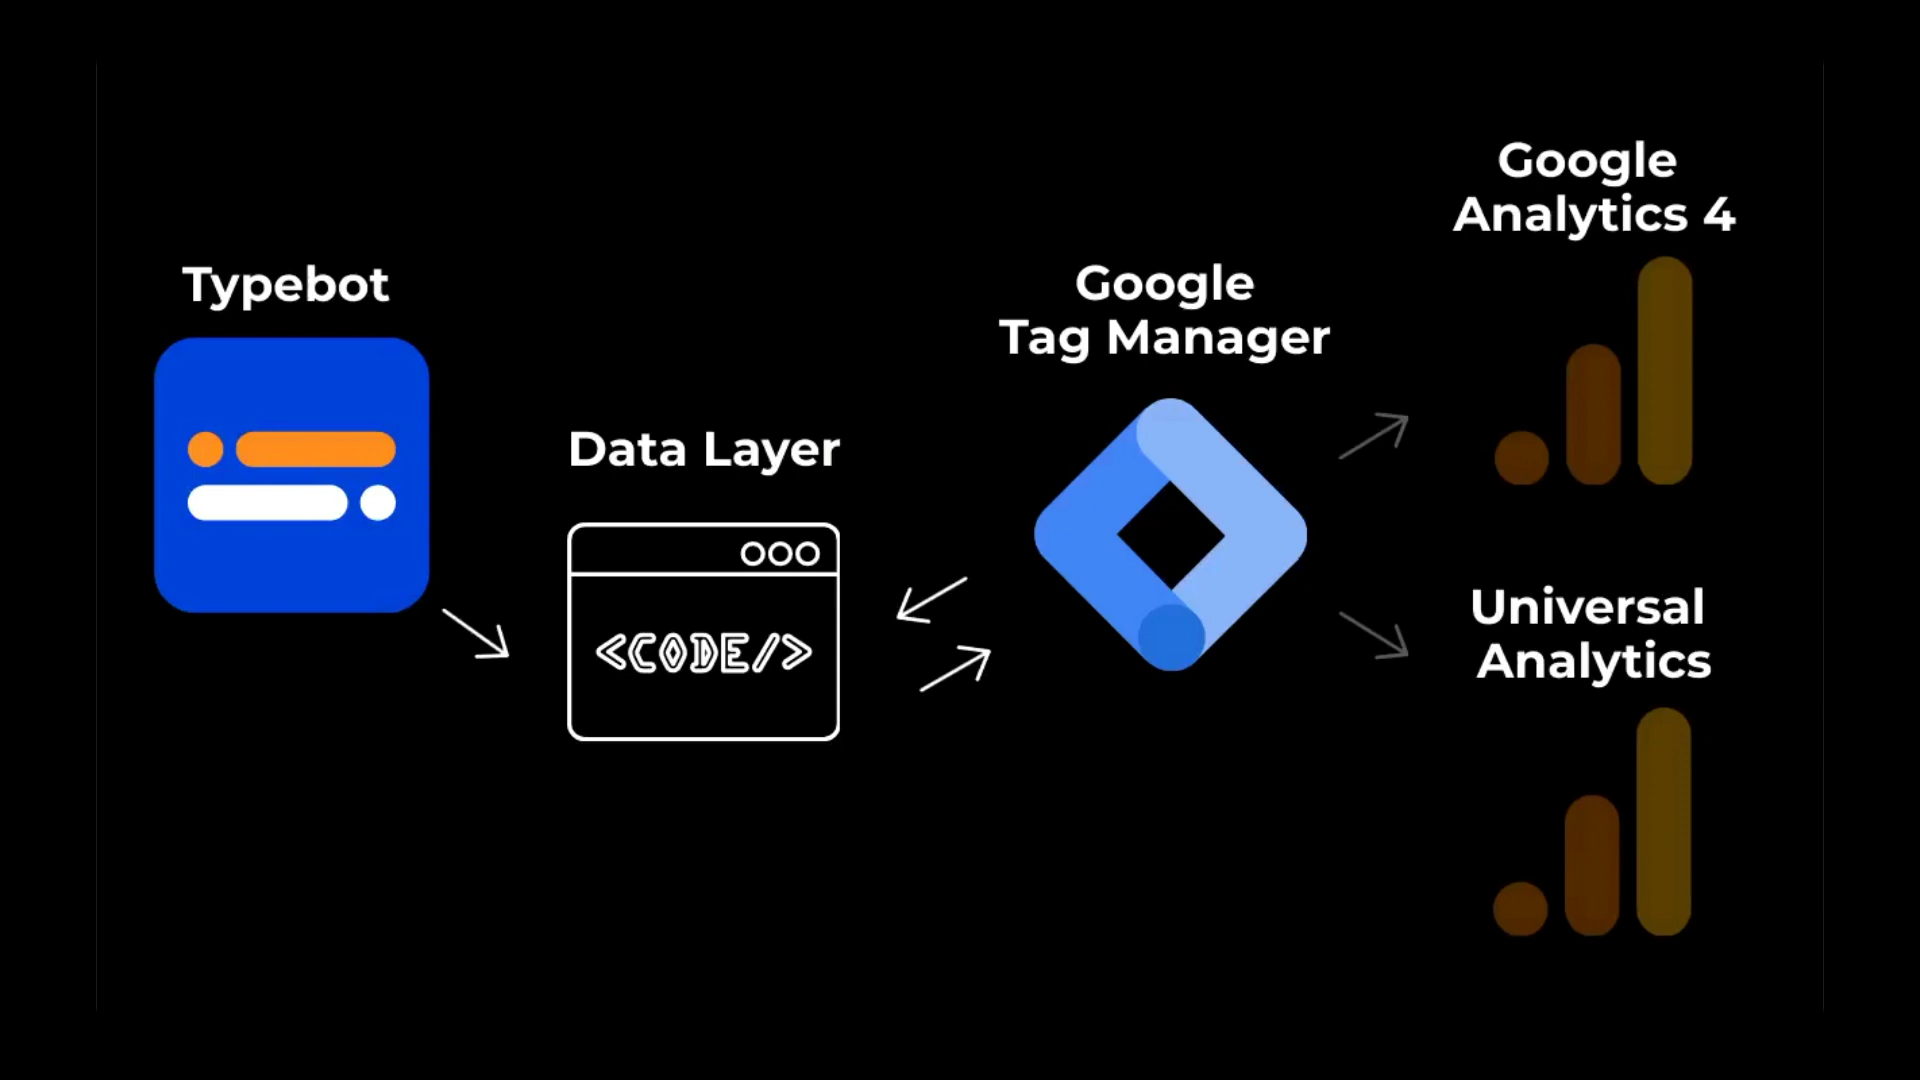 Typebot
Data Layer
<CODE/>
Google
Tag Manager
Google
Analytics 4
Universal
Analytics